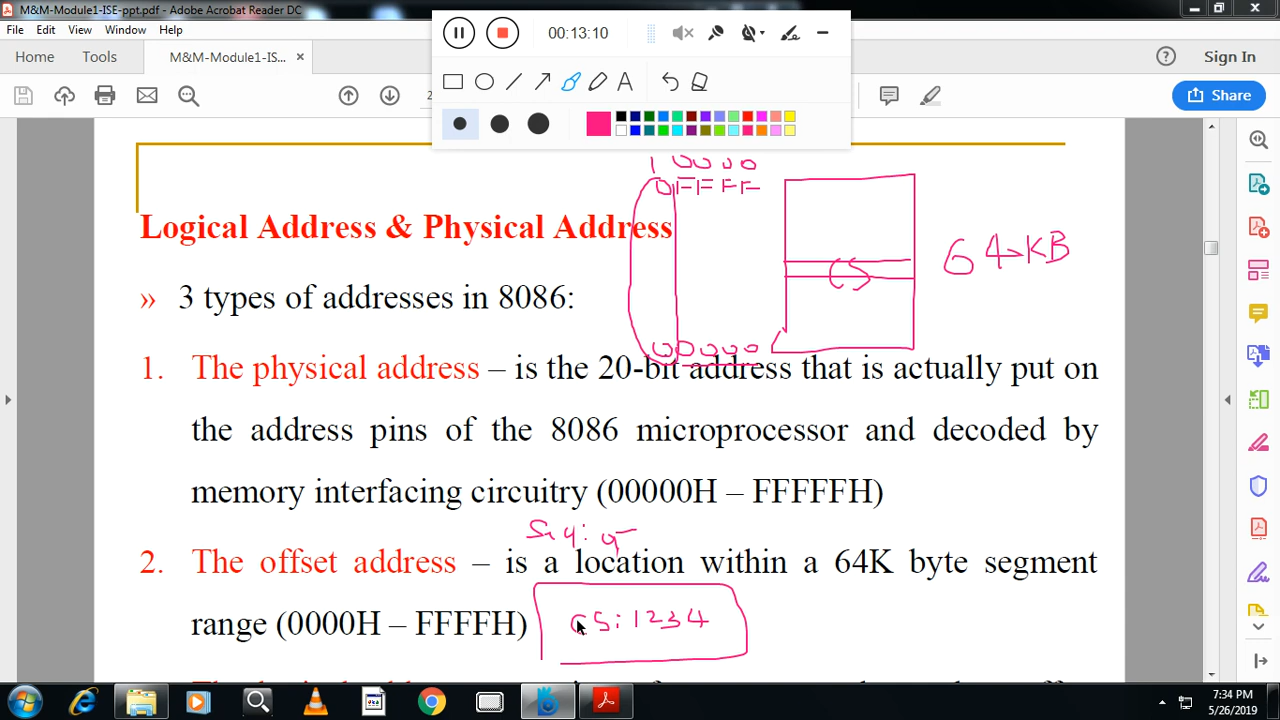 M&M-Module1-ISE-ppt.pdf - Adobe Acrobat Reader DC
File Edit View Window Help
00:13:10
Home Tools M&M-Module1-IS... × Sign In
Share
1 0000
0FFFF
Logical Address & Physical Address
64KB
CS
» 3 types of addresses in 8086:
00000
1. The physical address – is the 20-bit address that is actually put on
the address pins of the 8086 microprocessor and decoded by
memory interfacing circuitry (00000H – FFFFFH)
2. The offset address – is a location within a 64K byte segment
range (0000H – FFFFH)
CS:1234
7:34 PM
5/26/2019